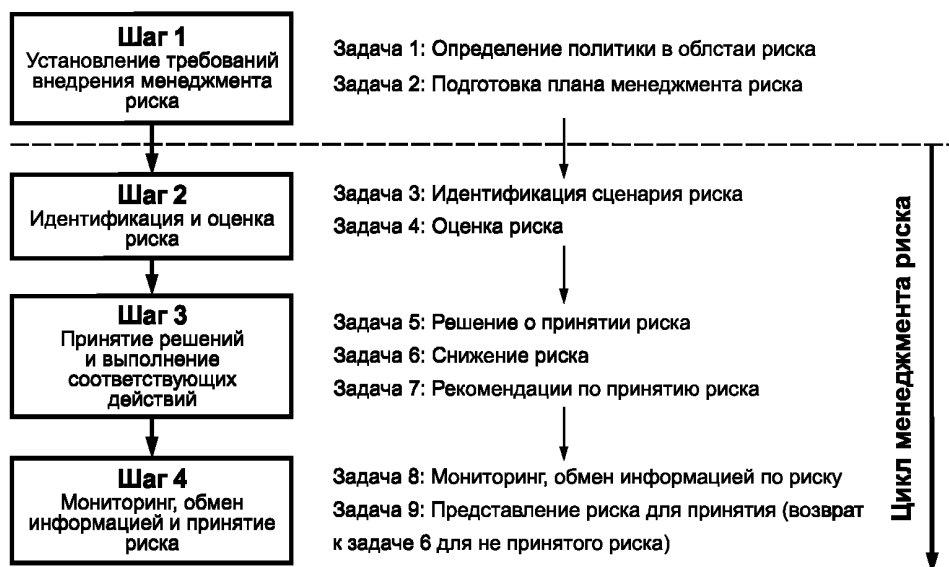 Шаг 1
Установление требований
внедрения менеджмента
риска
Задача 1: Определение политики в облстаи риска
Задача 2: Подготовка плана менеджмента риска
Шаг 2
Идентификация и оценка
риска
Задача 3: Идентификация сценария риска
Задача 4: Оценка риска
Шаг 3
Принятие решений
и выполнение
соответствующих
действий
Задача 5: Решение о принятии риска
Задача 6: Снижение риска
Задача 7: Рекомендации по принятию риска
Шаг 4
Мониторинг, обмен
информацией и принятие
риска
Задача 8: Мониторинг, обмен информацией по риску
Задача 9: Представление риска для принятия (возврат
к задаче 6 для не принятого риска)
Цикл менеджмента риска